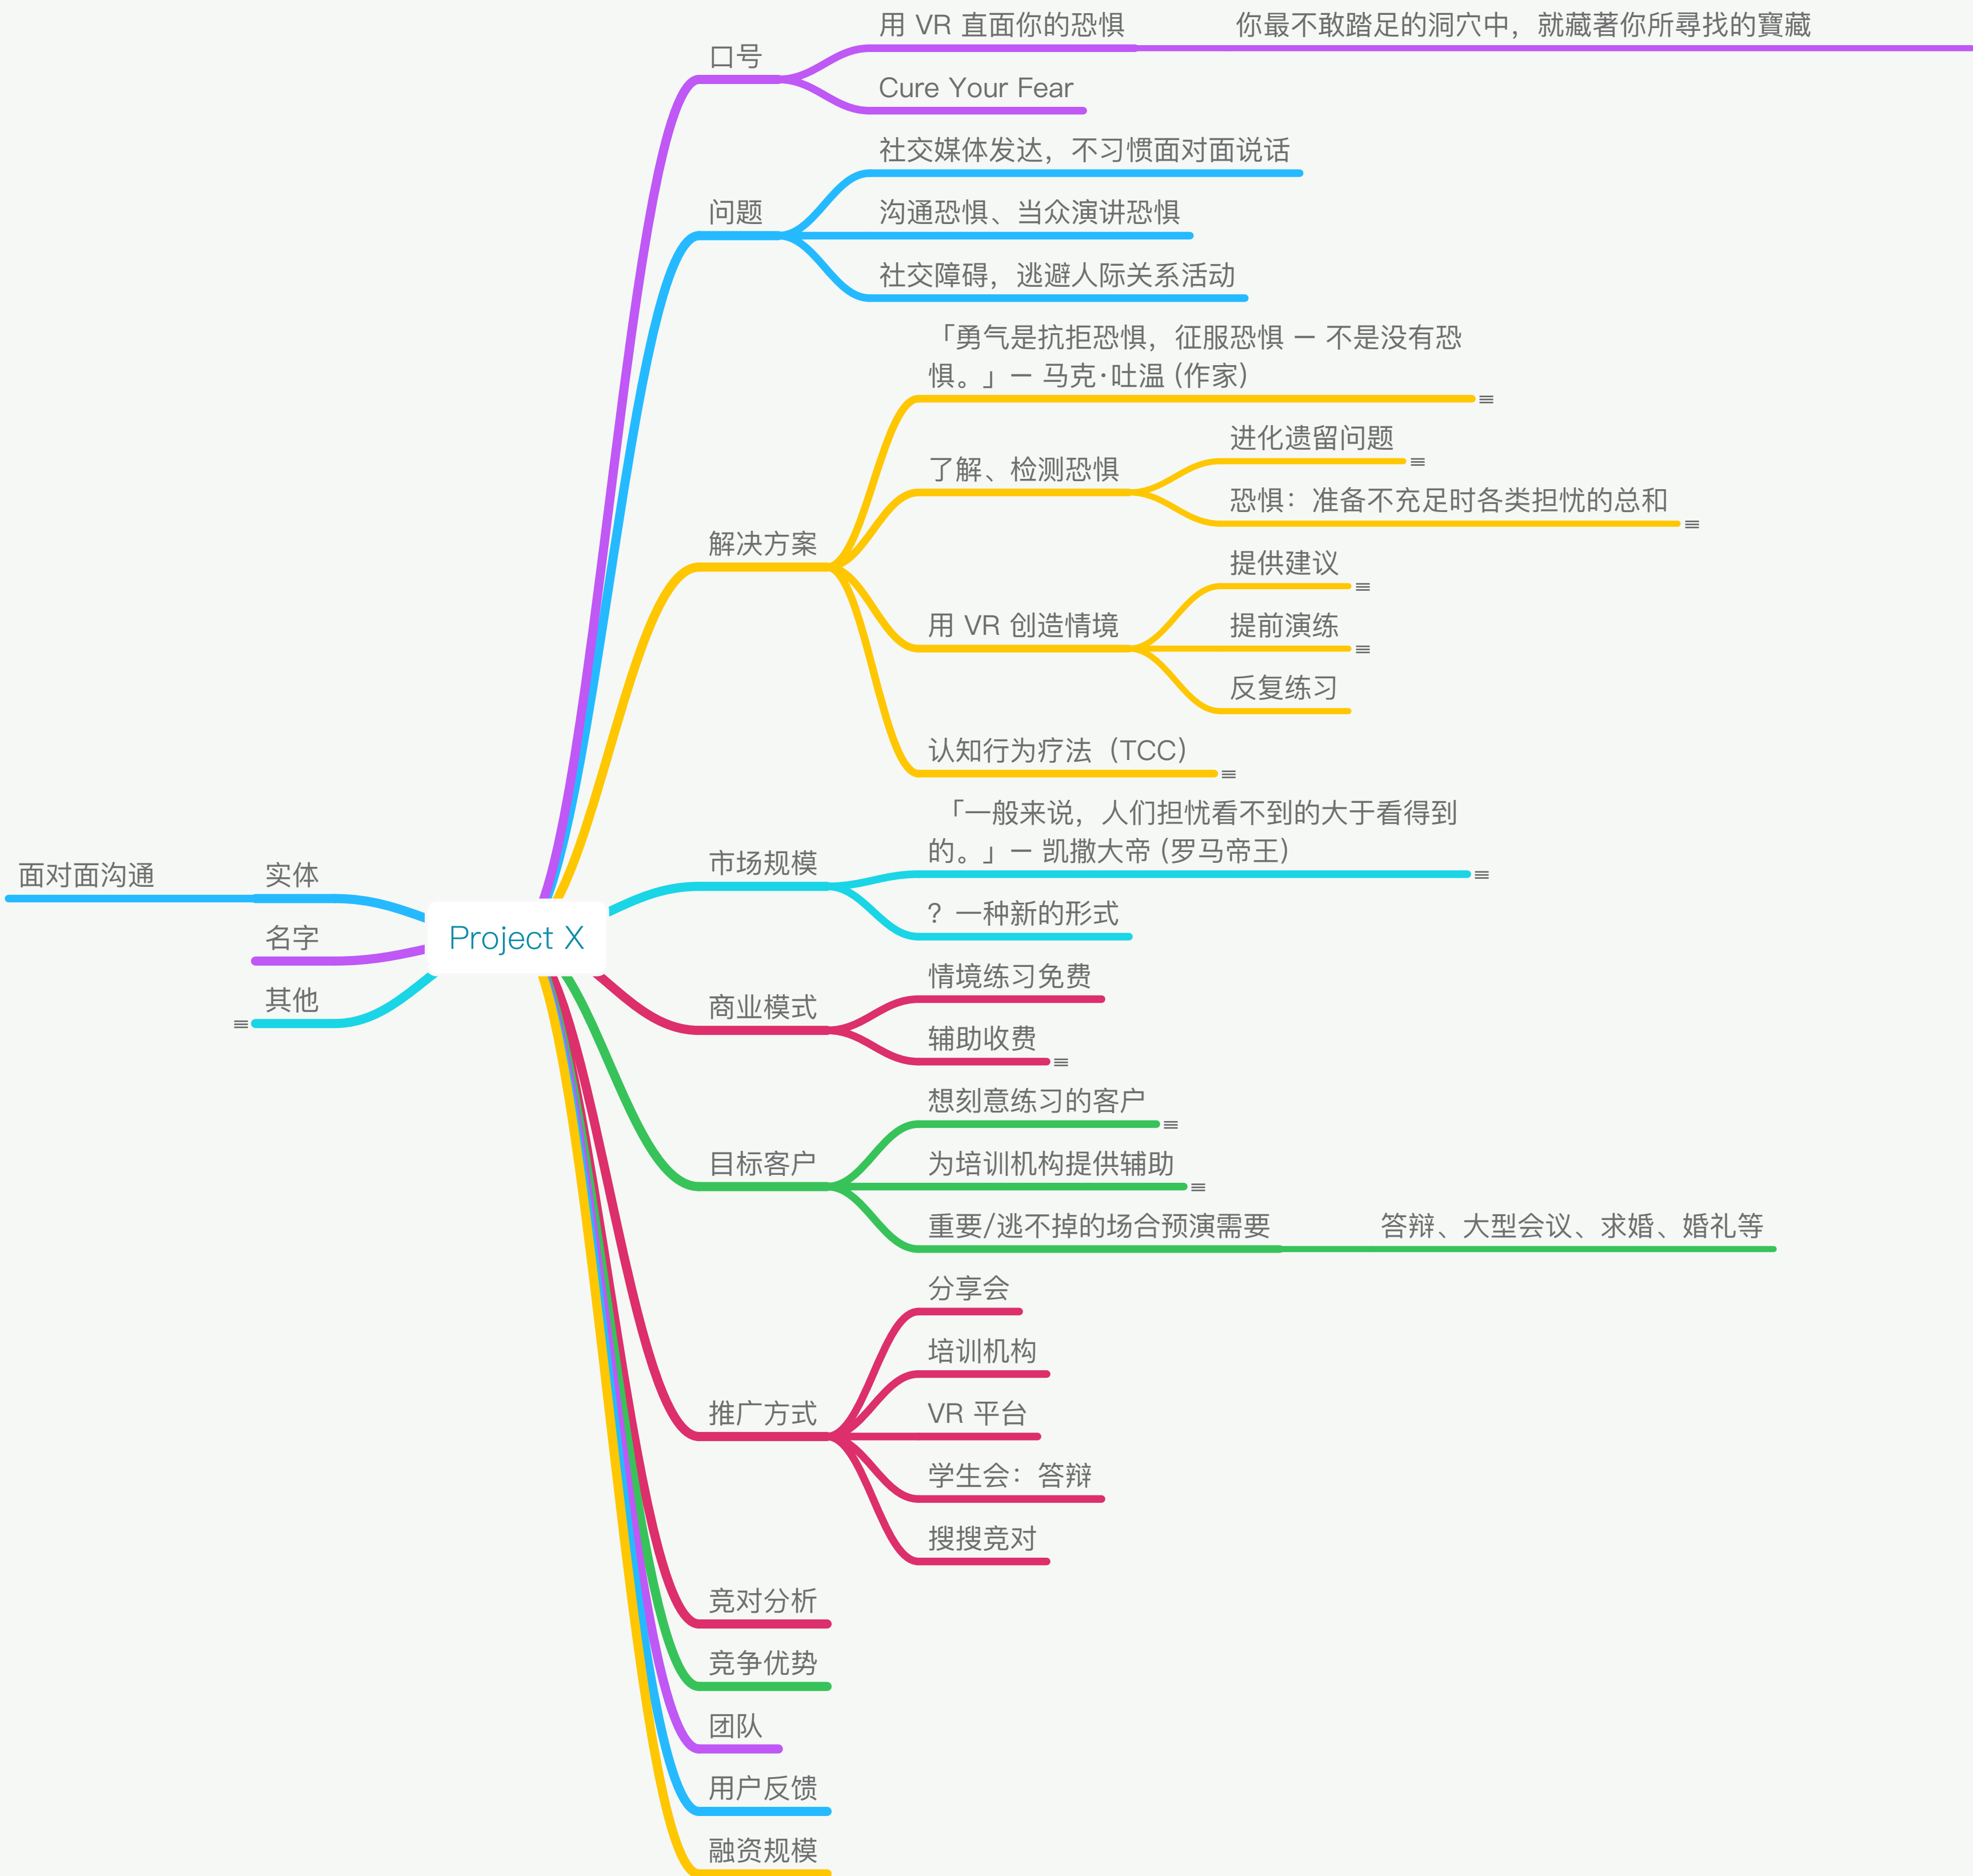 口号
用 VR 直面你的恐惧
你最不敢踏足的洞穴中，就藏著你所尋找的寶藏
Cure Your Fear
问题
社交媒体发达，不习惯面对面说话
沟通恐惧、当众演讲恐惧
社交障碍，逃避人际关系活动
解决方案
「勇气是抗拒恐惧，征服恐惧 — 不是没有恐
惧。」— 马克·吐温 (作家)
了解、检测恐惧
进化遗留问题
恐惧：准备不充足时各类担忧的总和
用 VR 创造情境
提供建议
提前演练
反复练习
认知行为疗法（TCC）
市场规模
「一般来说，人们担忧看不到的大于看得到
的。」— 凯撒大帝 (罗马帝王)
？一种新的形式
面对面沟通
实体
名字
其他
Project X
商业模式
情境练习免费
辅助收费
目标客户
想刻意练习的客户
为培训机构提供辅助
重要/逃不掉的场合预演需要
答辩、大型会议、求婚、婚礼等
推广方式
分享会
培训机构
VR 平台
学生会：答辩
搜搜竞对
竞对分析
竞争优势
团队
用户反馈
融资规模